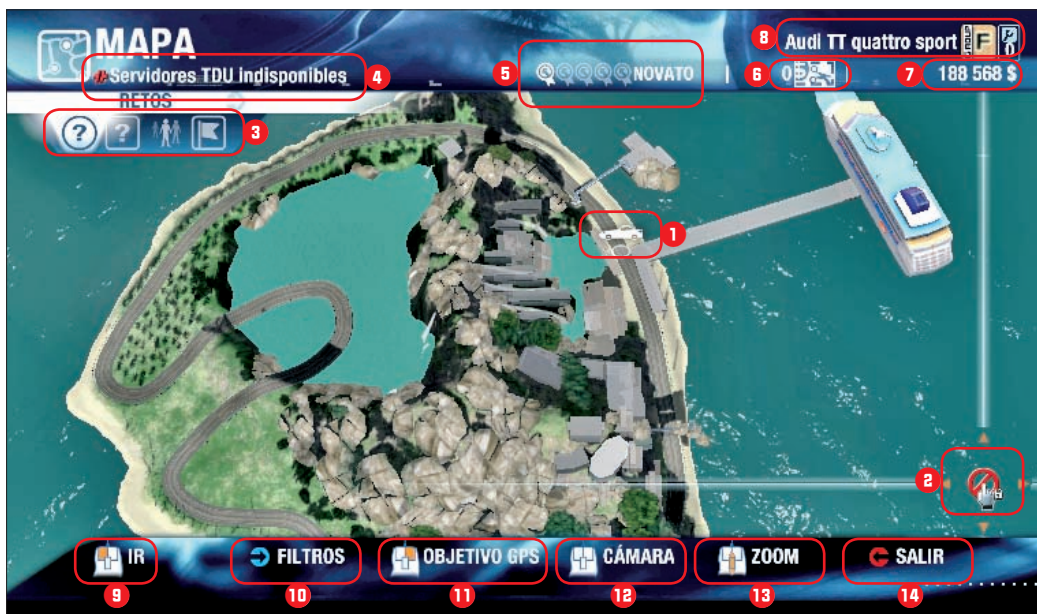 MAPA
8 Audi TT quattro sport F
Servidores TDU indisponibles 4
5 NOVATO
6 0
7 188 568 $
0
RETOS
? ? 3
1
2
IR
FILTROS
OBJETIVO GPS
CÁMARA
ZOOM
SALIR
9
10
11
12
13
14